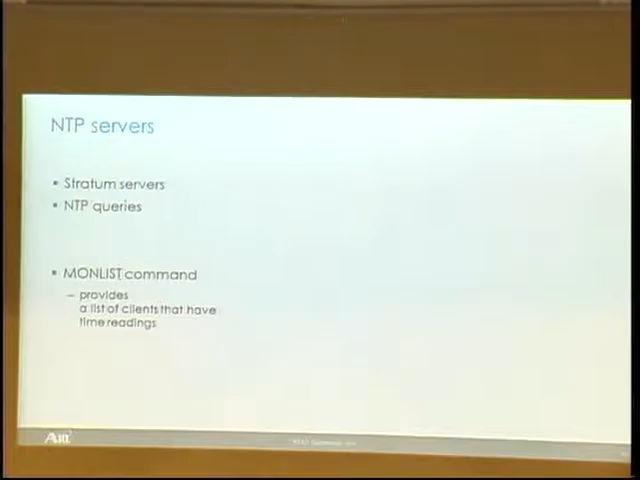 NTP servers
▪ Stratum servers
▪ NTP queries
▪ MONLIST command
– provides
a list of clients that have
time readings